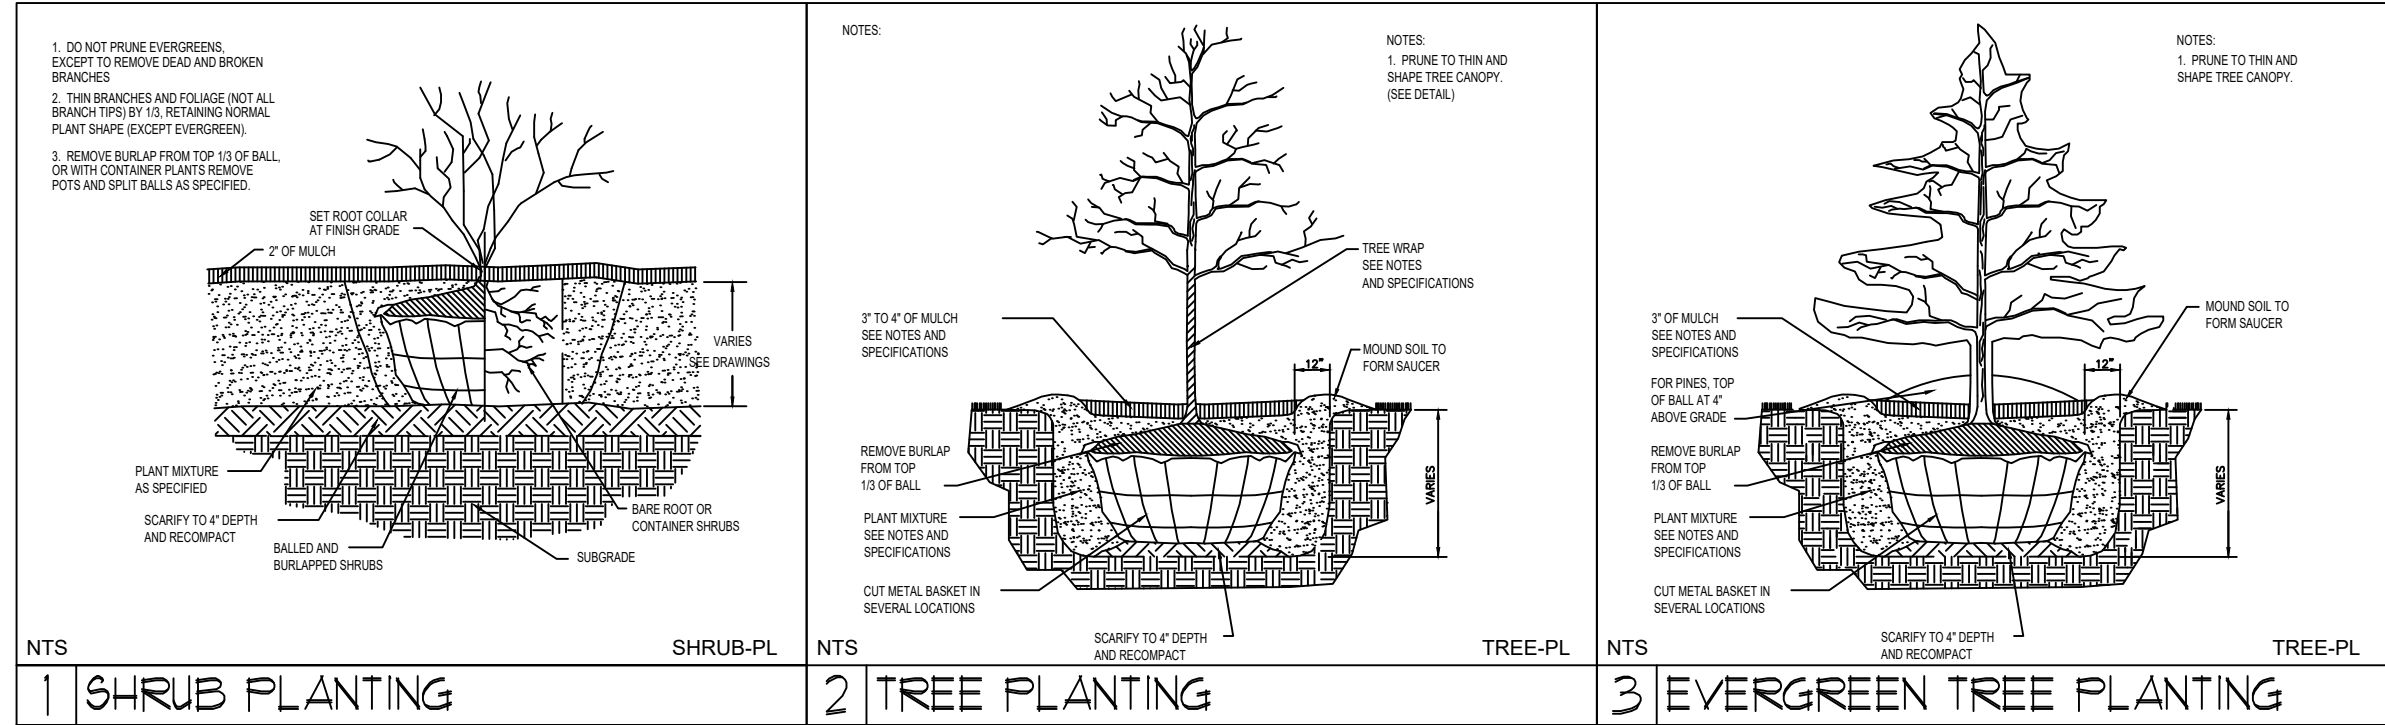 1. DO NOT PRUNE EVERGREENS,
EXCEPT TO REMOVE DEAD AND BROKEN
BRANCHES
2. THIN BRANCHES AND FOLIAGE (NOT ALL
BRANCH TIPS) BY 1/3, RETAINING NORMAL
PLANT SHAPE (EXCEPT EVERGREEN).
3. REMOVE BURLAP FROM TOP 1/3 OF BALL,
OR WITH CONTAINER PLANTS REMOVE
POTS AND SPLIT BALLS AS SPECIFIED.
SET ROOT COLLAR
AT FINISH GRADE
2" OF MULCH
VARIES
SEE DRAWINGS
PLANT MIXTURE
AS SPECIFIED
SCARIFY TO 4" DEPTH
AND RECOMPACT
BALLED AND
BURLAPPED SHRUBS
BARE ROOT OR
CONTAINER SHRUBS
SUBGRADE
NTS
SHRUB-PL
1 SHRUB PLANTING
NOTES:
NOTES:
1. PRUNE TO THIN AND
SHAPE TREE CANOPY.
(SEE DETAIL)
TREE WRAP
SEE NOTES
AND SPECIFICATIONS
3" TO 4" OF MULCH
SEE NOTES AND
SPECIFICATIONS
MOUND SOIL TO
FORM SAUCER
12"
REMOVE BURLAP
FROM TOP
1/3 OF BALL
VARIES
PLANT MIXTURE
SEE NOTES AND
SPECIFICATIONS
CUT METAL BASKET IN
SEVERAL LOCATIONS
SCARIFY TO 4" DEPTH
AND RECOMPACT
NTS
TREE-PL
2 TREE PLANTING
NOTES:
1. PRUNE TO THIN AND
SHAPE TREE CANOPY.
MOUND SOIL TO
FORM SAUCER
3" OF MULCH
SEE NOTES AND
SPECIFICATIONS
12"
FOR PINES, TOP
OF BALL AT 4"
ABOVE GRADE
REMOVE BURLAP
FROM TOP
1/3 OF BALL
VARIES
PLANT MIXTURE
SEE NOTES AND
SPECIFICATIONS
CUT METAL BASKET IN
SEVERAL LOCATIONS
SCARIFY TO 4" DEPTH
AND RECOMPACT
NTS
TREE-PL
3 EVERGREEN TREE PLANTING